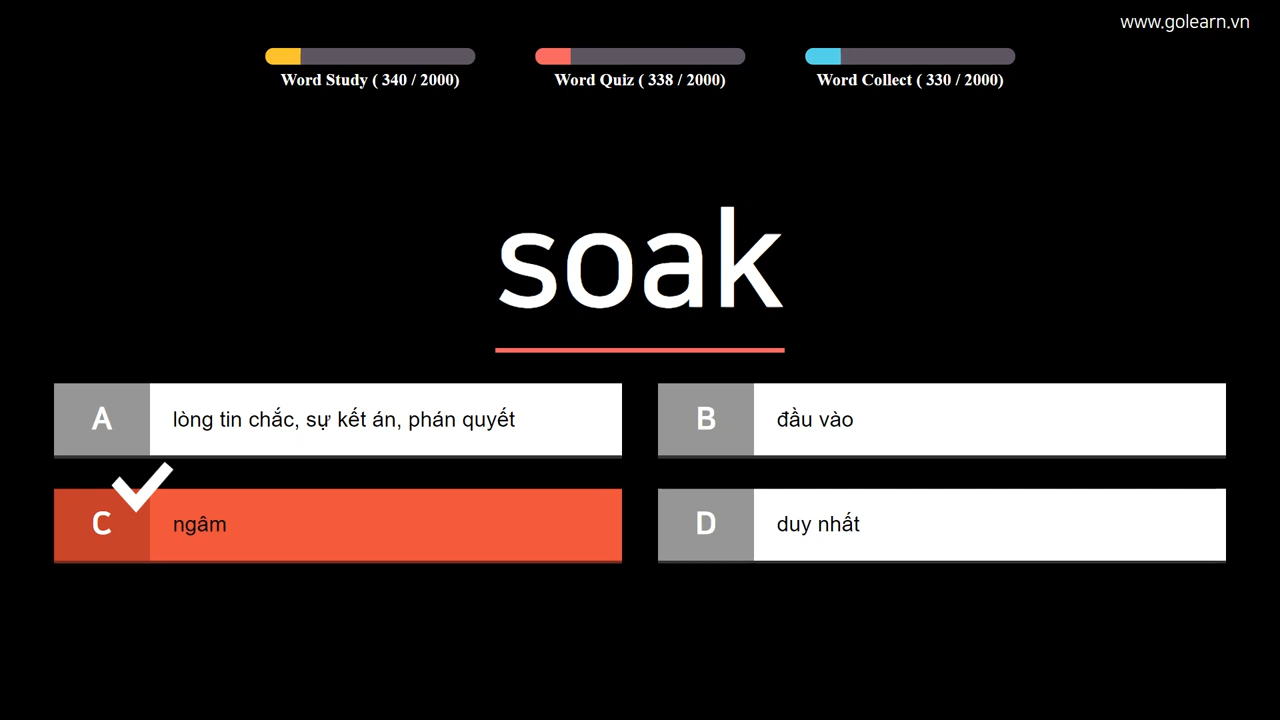 www.golearn.vn
Word Study ( 340 / 2000)
Word Quiz ( 338 / 2000)
Word Collect ( 330 / 2000)
soak
A lòng tin chắc, sự kết án, phán quyết
B đầu vào
C ngâm
D duy nhất